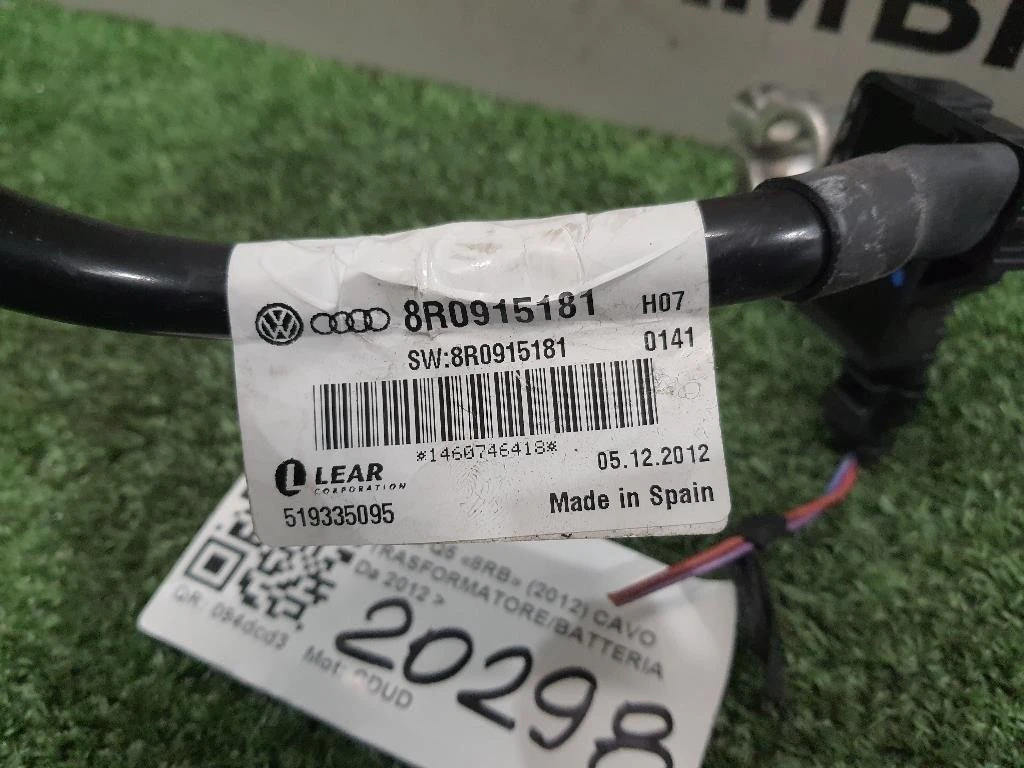 8R0915181 H07
SW:8R0915181 0141
*1460746418*
LEAR 05.12.2012
CORPORATION
519335095 Made in Spain
Q5 «8RB» (2012) CAVO
TRASFORMATORE/BATTERIA
Da 2012 >
QR: 084dcd3 Mot: CDUD
20298